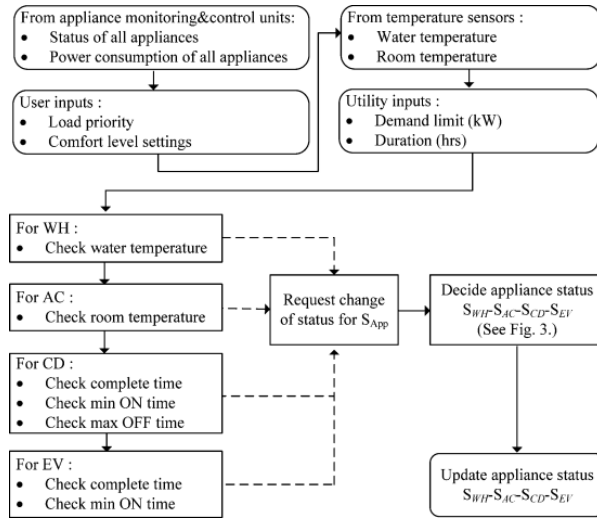 From appliance monitoring&control units:
• Status of all appliances
• Power consumption of all appliances
User inputs :
• Load priority
• Comfort level settings
From temperature sensors :
• Water temperature
• Room temperature
Utility inputs :
• Demand limit (kW)
• Duration (hrs)
For WH :
• Check water temperature
For AC :
• Check room temperature
For CD :
• Check complete time
• Check min ON time
• Check max OFF time
For EV :
• Check complete time
• Check min ON time
Request change
of status for SApp
Decide appliance status
SWH-SAC-SCD-SEV
(See Fig. 3.)
Update appliance status
SWH-SAC-SCD-SEV